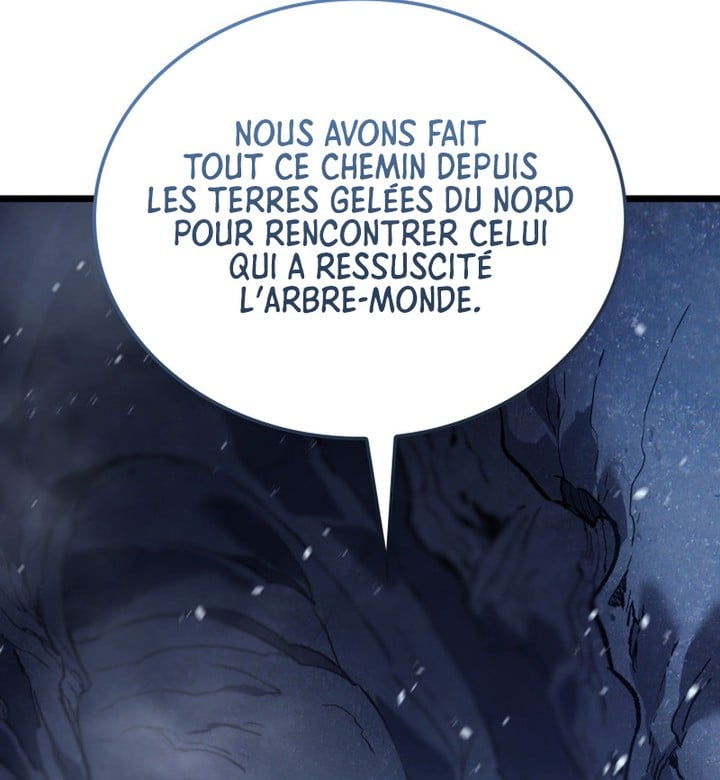 NOUS AVONS FAIT
TOUT CE CHEMIN DEPUIS
LES TERRES GELÉES DU NORD
POUR RENCONTRER CELUI
QUI A RESSUSCITÉ
L'ARBRE-MONDE.